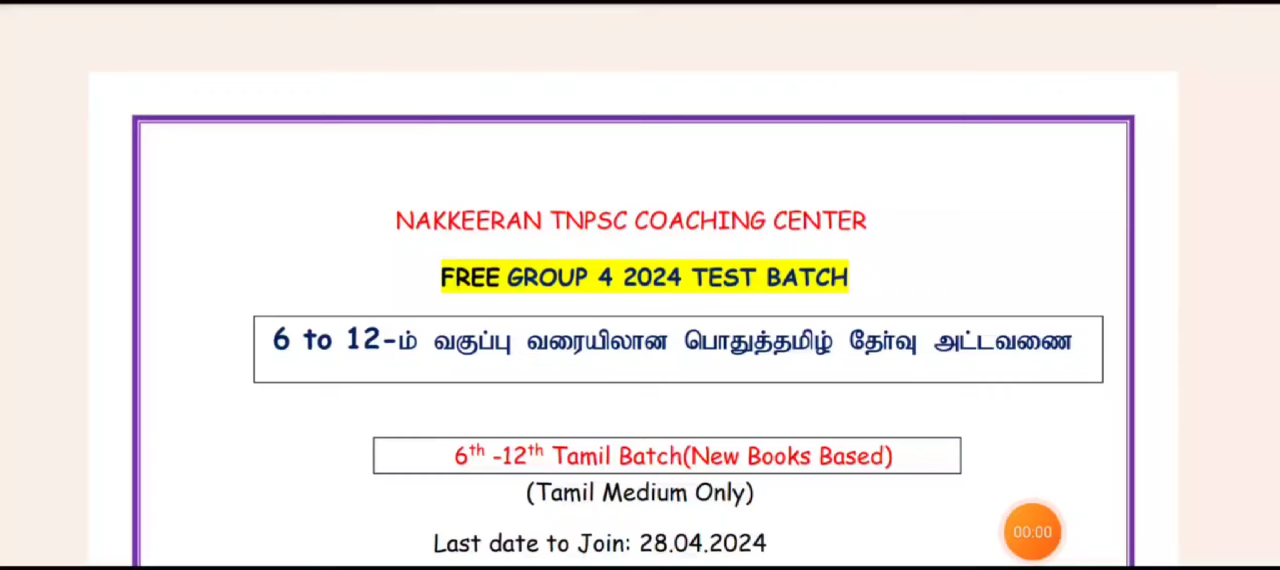 NAKKEERAN TNPSC COACHING CENTER
FREE GROUP 4 2024 TEST BATCH
6 to 12-ம் வகுப்பு வரையிலான பொதுத்தமிழ் தேர்வு அட்டவணை
6th -12th Tamil Batch(New Books Based)
(Tamil Medium Only)
Last date to Join: 28.04.2024
00:00